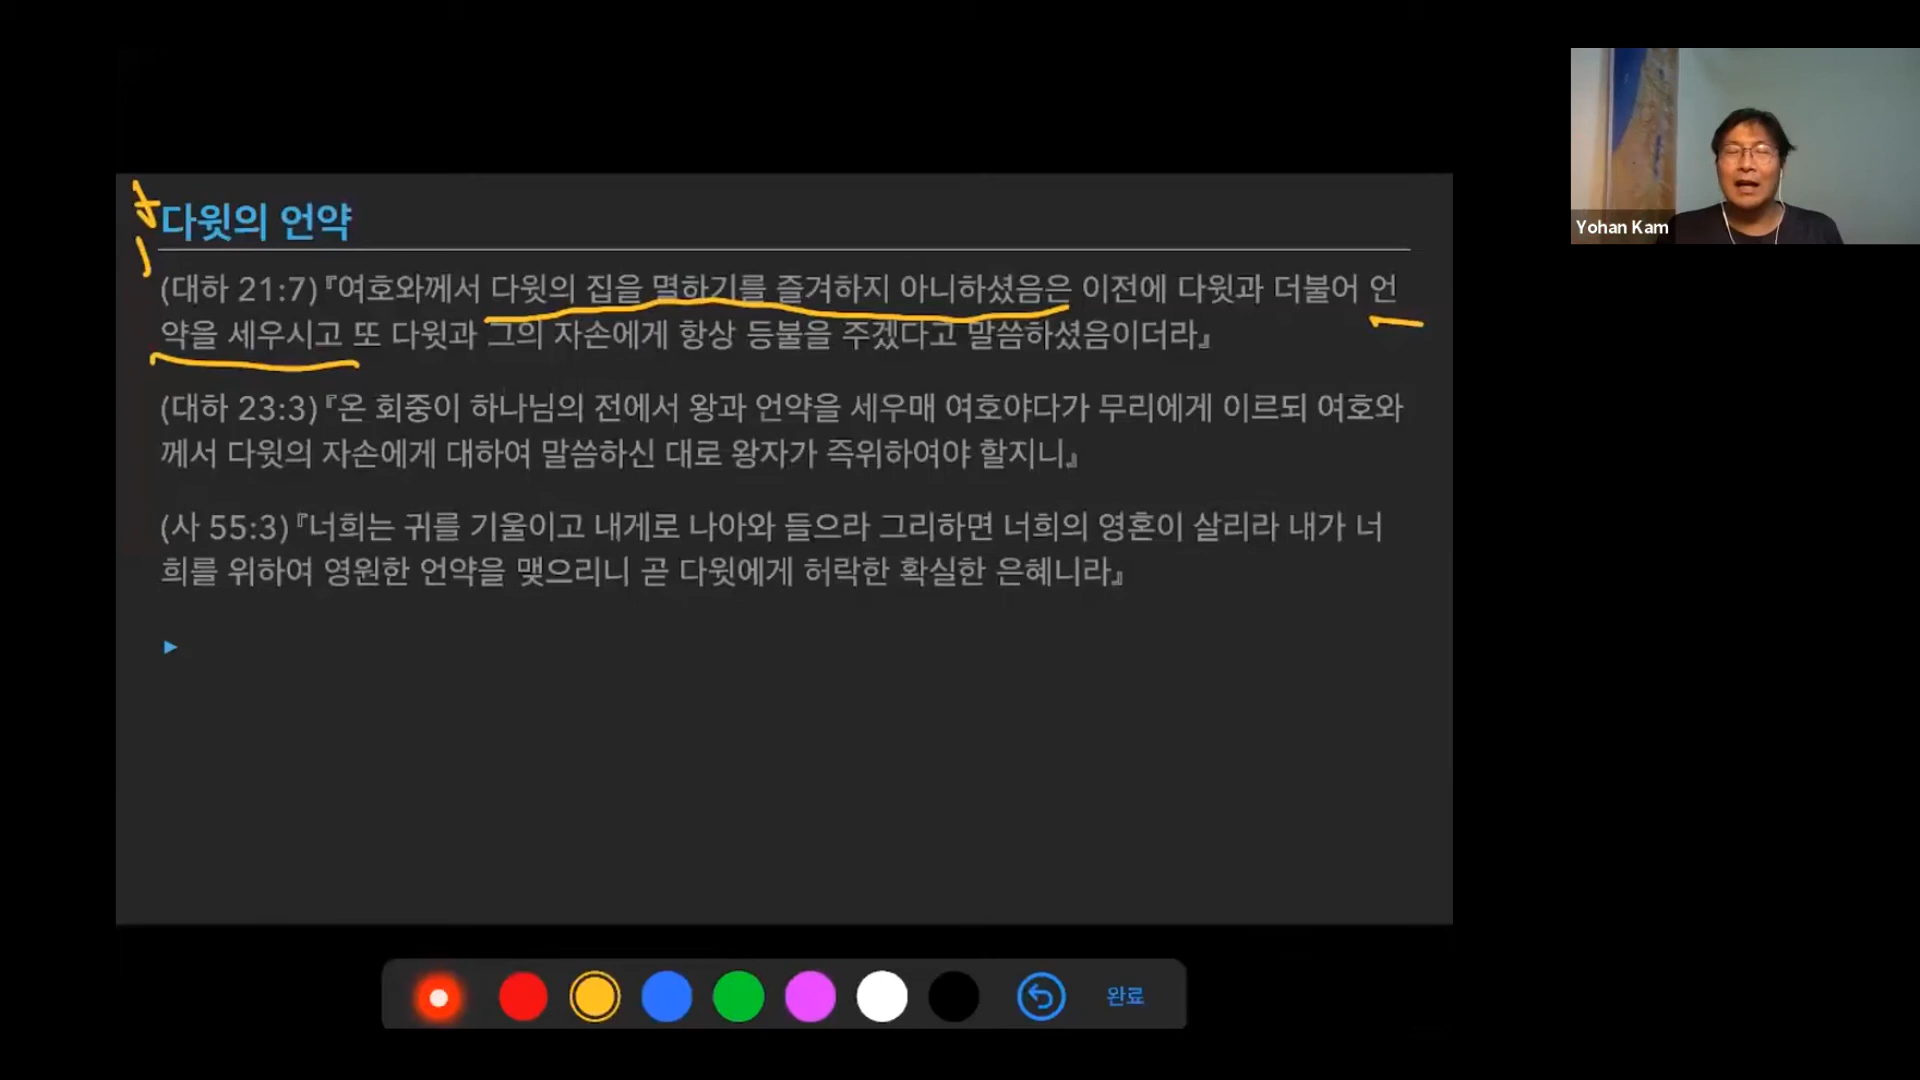 다윗의 언약
(대하 21:7)『여호와께서 다윗의 집을 멸하기를 즐겨하지 아니하셨음은 이전에 다윗과 더불어 언
약을 세우시고 또 다윗과 그의 자손에게 항상 등불을 주겠다고 말씀하셨음이더라』
(대하 23:3)『온 회중이 하나님의 전에서 왕과 언약을 세우매 여호야다가 무리에게 이르되 여호와
께서 다윗의 자손에게 대하여 말씀하신 대로 왕자가 즉위하여야 할지니』
(사 55:3)『너희는 귀를 기울이고 내게로 나아와 들으라 그리하면 너희의 영혼이 살리라 내가 너
희를 위하여 영원한 언약을 맺으리니 곧 다윗에게 허락한 확실한 은혜니라』
완료
Yohan Kam